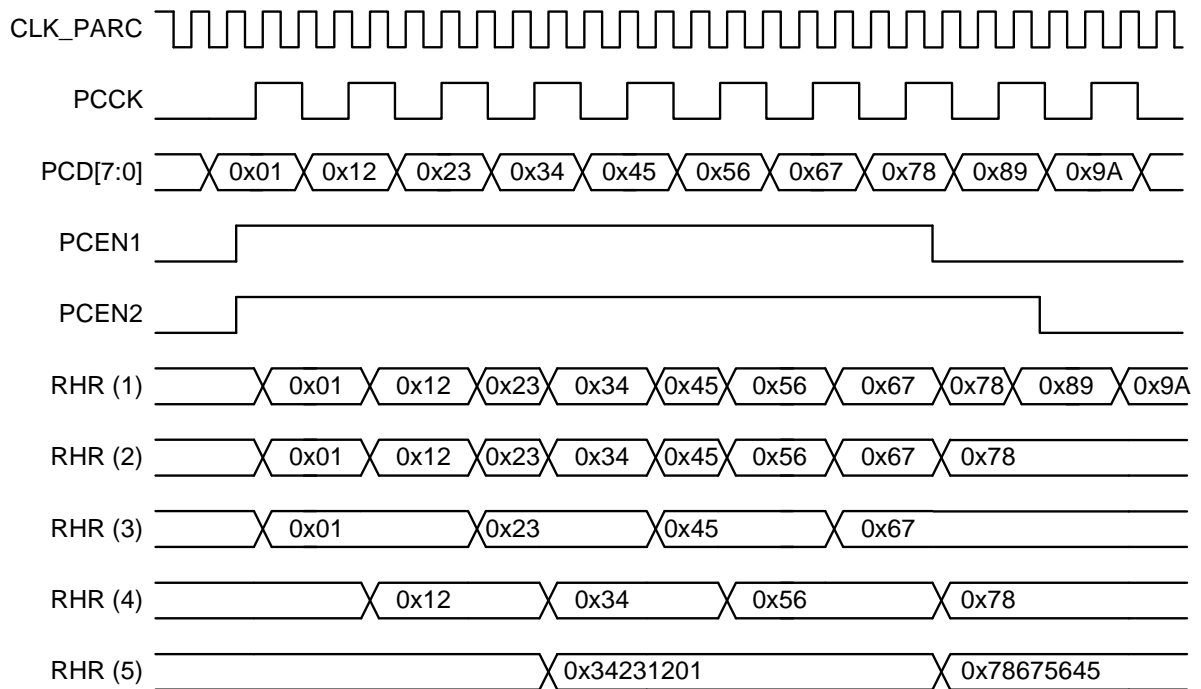 CLK_PARC
PCCK
PCD[7:0] 0x01 0x12 0x23 0x34 0x45 0x56 0x67 0x78 0x89 0x9A
PCEN1
PCEN2
RHR (1) 0x01 0x12 0x23 0x34 0x45 0x56 0x67 0x78 0x89 0x9A
RHR (2) 0x01 0x12 0x23 0x34 0x45 0x56 0x67 0x78
RHR (3) 0x01 0x23 0x45 0x67
RHR (4) 0x12 0x34 0x56 0x78
RHR (5) 0x34231201 0x78675645